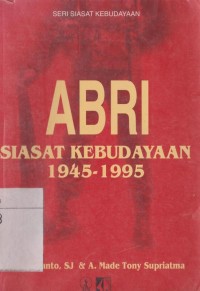 SERI SIASAT KEBUDAYAAN
ABRI
SIASAT KEBUDAYAAN
1945-1995
SJ & A. Made Tony Supriatma